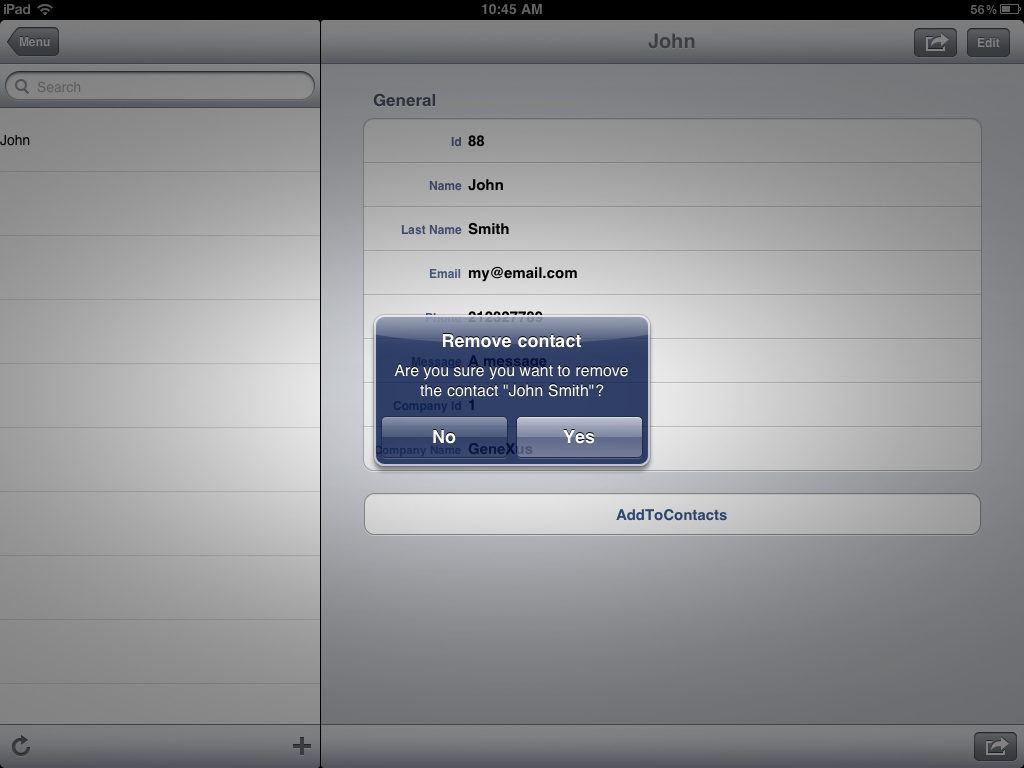 iPad
10:45 AM
56%
Menu
John
Edit
Search
John
General
Id 88
Name John
Last Name Smith
Email my@email.com
Phone 212327789
Remove contact
Message A message
Are you sure you want to remove
the contact "John Smith"?
Company Id 1
No
Yes
Company Name GeneXus
AddToContacts